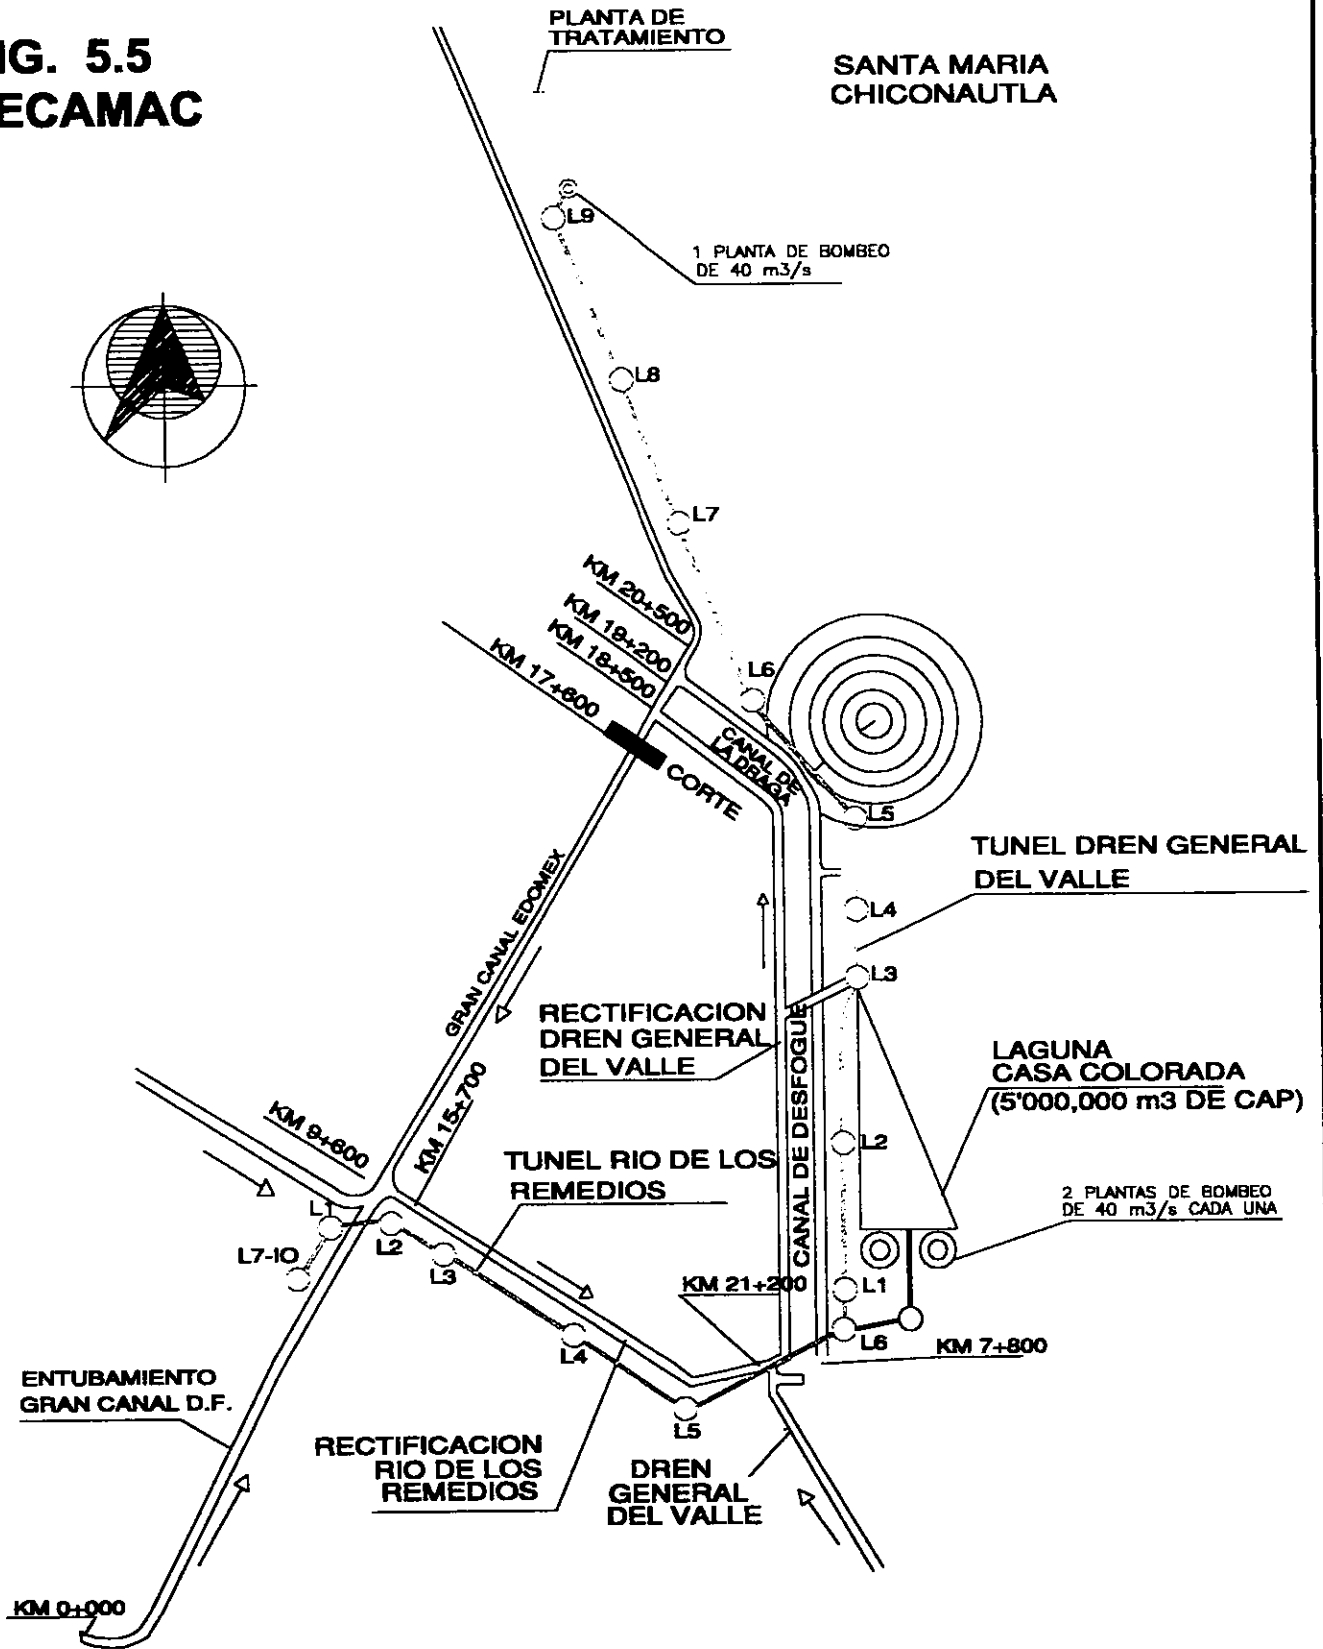 IG. 5.5
ECAMAC
PLANTA DE
TRATAMIENTO
SANTA MARIA
CHICONAUTLA
L9
1 PLANTA DE BOMBEO
DE 40 m3/s
L8
L7
KM 20+500
KM 19+200
KM 18+500
KM 17+600
L6
CANAL DE
LA DRAGA
CORTE
L5
TUNEL DREN GENERAL
DEL VALLE
L4
L3
GRAN CANAL EDOMEX
RECTIFICACION
DREN GENERAL
DEL VALLE
O CANAL DE DESFOGUE
LAGUNA
CASA COLORADA
(5'000,000 m3 DE CAP)
KM 15+700
KM 9+600
L2
TUNEL RIO DE LOS
REMEDIOS
2 PLANTAS DE BOMBEO
DE 40 m3/s CADA UNA
L1
L2
L7-IO
L3
KM 21+200
L1
L6
KM 7+800
L4
ENTUBAMIENTO
GRAN CANAL D.F.
L5
RECTIFICACION
RIO DE LOS
REMEDIOS
DREN
GENERAL
DEL VALLE
KM 0+000